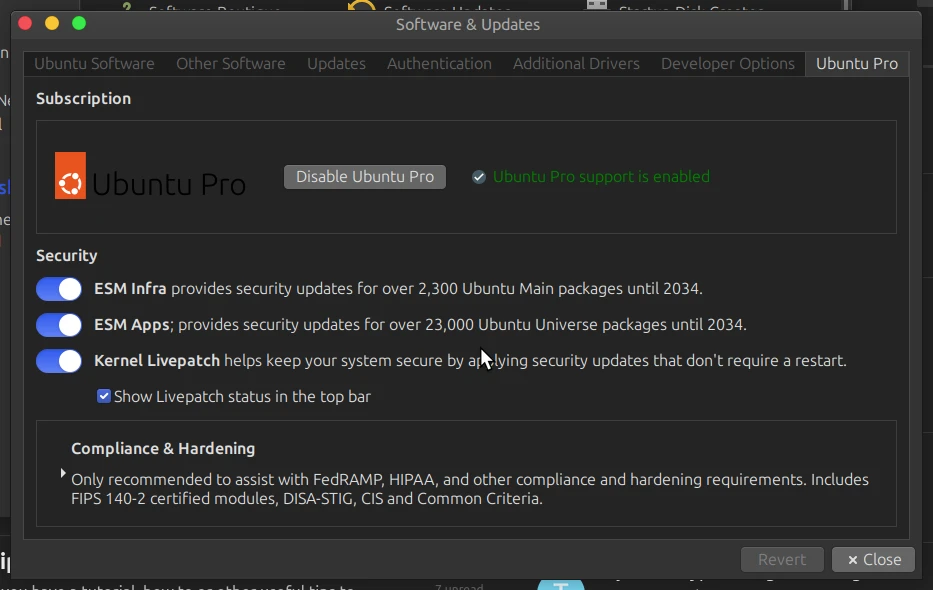 Software & Updates
Ubuntu Software Other Software Updates Authentication Additional Drivers Developer Options Ubuntu Pro
Subscription
Ubuntu Pro Disable Ubuntu Pro Ubuntu Pro support is enabled
Security
ESM Infra provides security updates for over 2,300 Ubuntu Main packages until 2034.
ESM Apps; provides security updates for over 23,000 Ubuntu Universe packages until 2034.
Kernel Livepatch helps keep your system secure by applying security updates that don't require a restart.
Show Livepatch status in the top bar
Compliance & Hardening
Only recommended to assist with FedRAMP, HIPAA, and other compliance and hardening requirements. Includes
FIPS 140-2 certified modules, DISA-STIG, CIS and Common Criteria.
Revert × Close